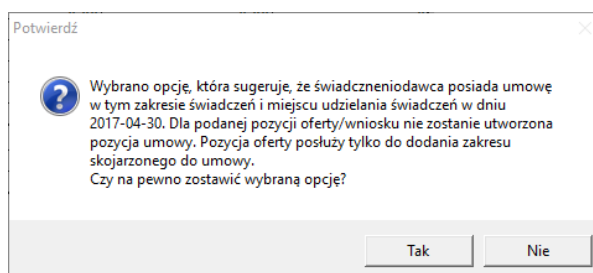 Potwierdź
Wybrano opcję, która sugeruje, że świadczneniodawca posiada umowę
w tym zakresie świadczeń i miejscu udzielania świadczeń w dniu
2017-04-30. Dla podanej pozycji oferty/wniosku nie zostanie utworzona
pozycja umowy. Pozycja oferty posłuży tylko do dodania zakresu
skojarzonego do umowy.
Czy na pewno zostawić wybraną opcję?
Tak
Nie